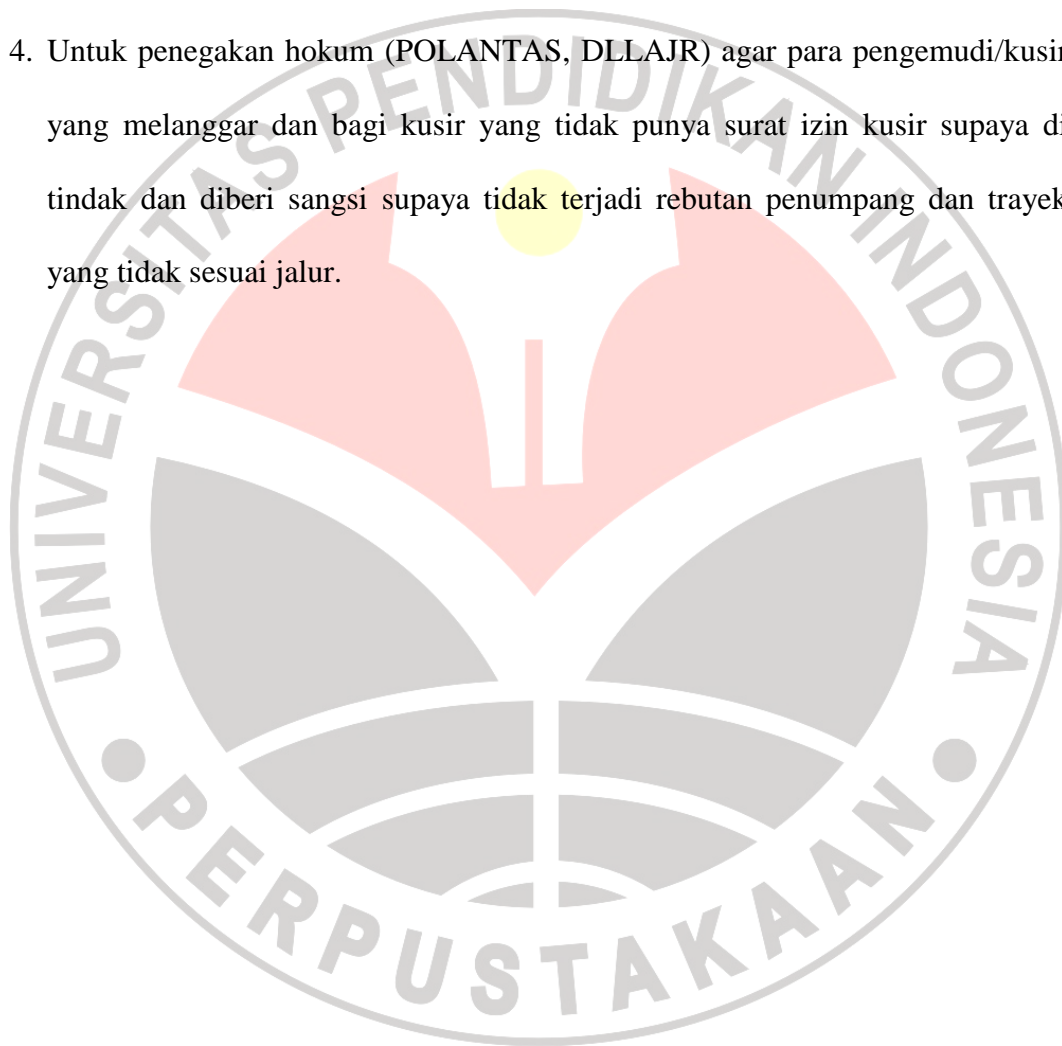 4. Untuk penegakan hokum (POLANTAS, DLLAJR) agar para pengemudi/kusir
yang melanggar dan bagi kusir yang tidak punya surat izin kusir supaya di
tindak dan diberi sangsi supaya tidak terjadi rebutan penumpang dan trayek
yang tidak sesuai jalur.
UNIVERSITAS PENDIDIKAN INDONESIA
PERPUSTAKAAN